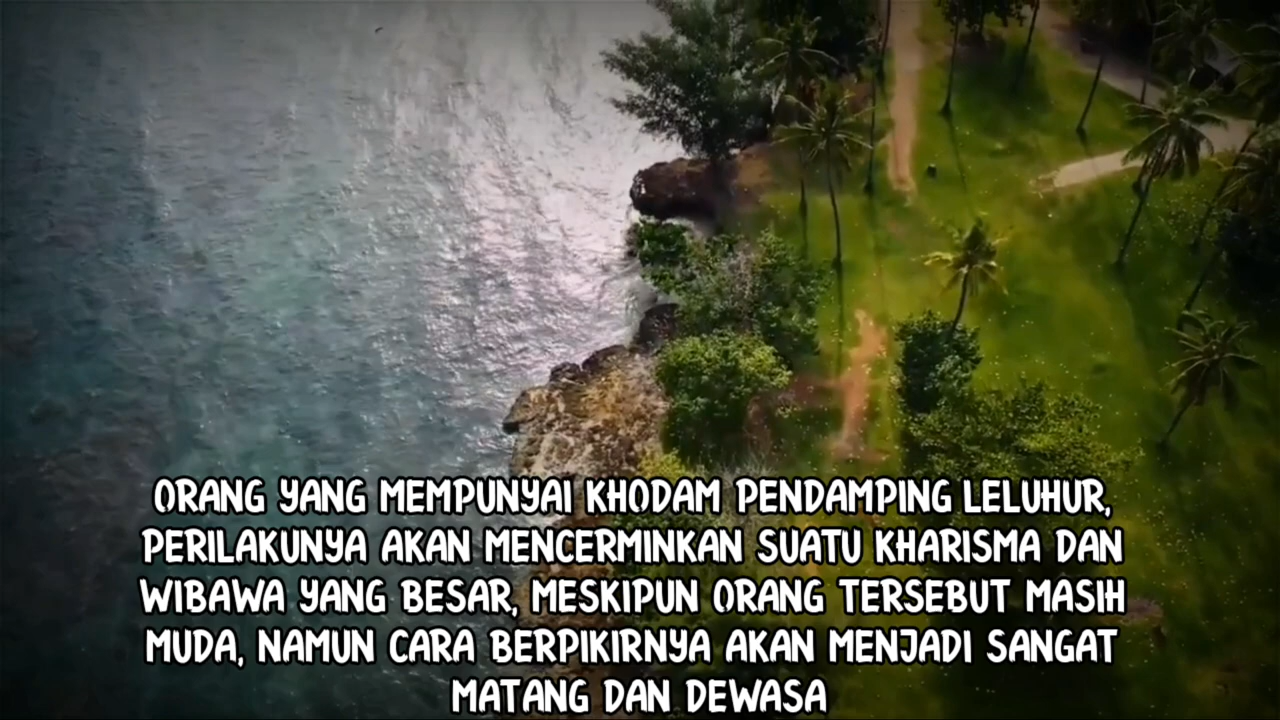 ORANG YANG MEMPUNYAI KHODAM PENDAMPING LELUHUR,
PERILAKUNYA AKAN MENCERMINKAN SUATU KHARISMA DAN
WIBAWA YANG BESAR, MESKIPUN ORANG TERSEBUT MASIH
MUDA, NAMUN CARA BERPIKIRNYA AKAN MENJADI SANGAT
MATANG DAN DEWASA